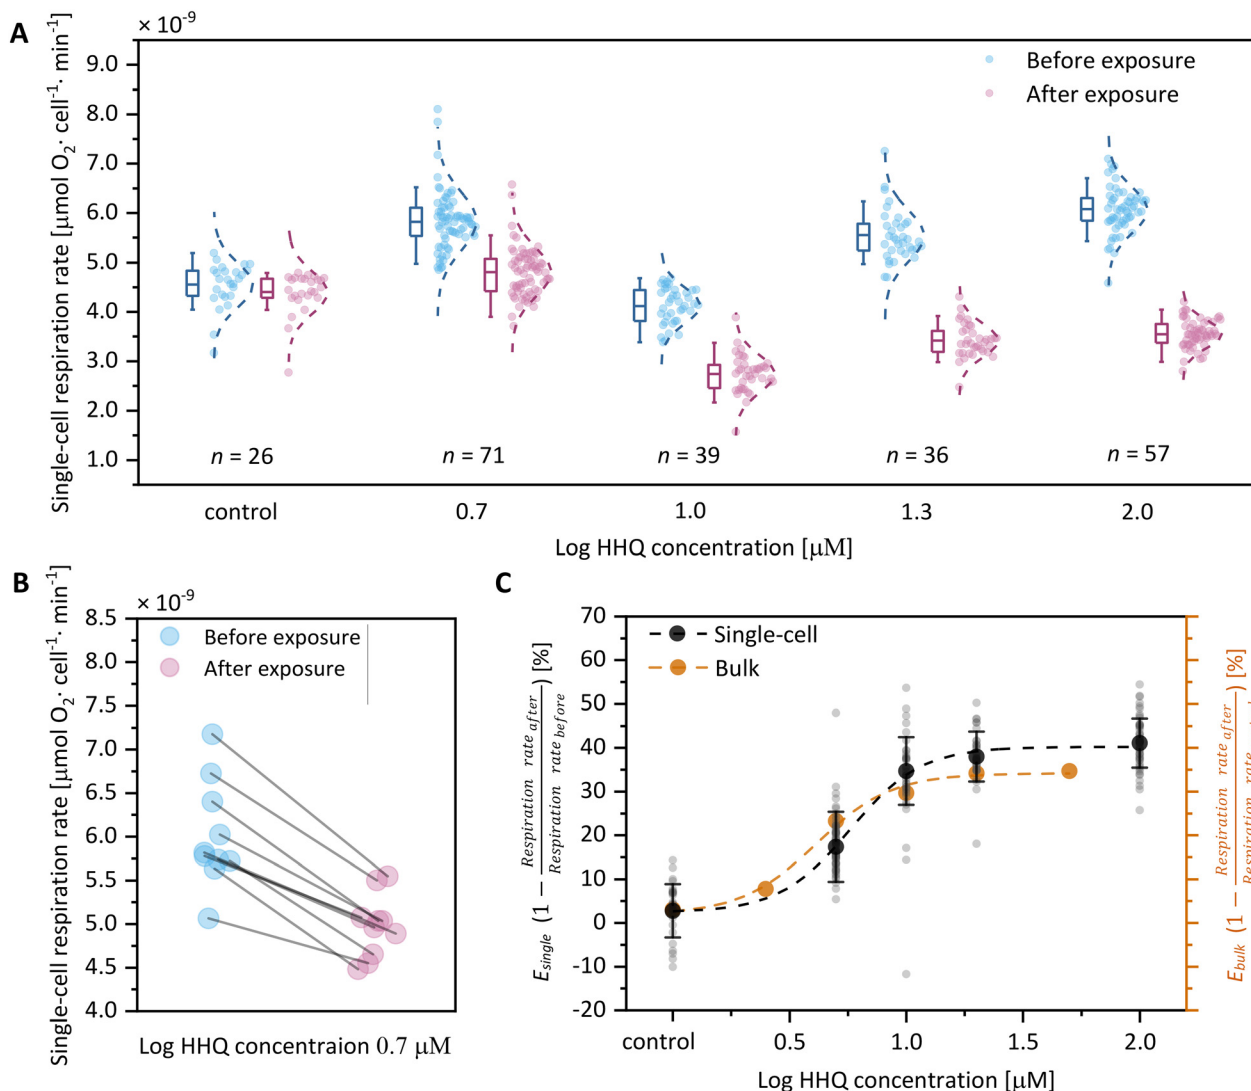 A
× 10⁻⁹
Single-cell respiration rate [µmol O₂· cell⁻¹· min⁻¹]
9.0
8.0
7.0
6.0
5.0
4.0
3.0
2.0
1.0
Before exposure
After exposure
n = 26
n = 71
n = 39
n = 36
n = 57
control
0.7
1.0
1.3
2.0
Log HHQ concentration [µM]
B
× 10⁻⁹
Single-cell respiration rate [µmol O₂· cell⁻¹· min⁻¹]
8.5
8.0
7.5
7.0
6.5
6.0
5.5
5.0
4.5
4.0
Before exposure
After exposure
Log HHQ concentraion 0.7 µM
C
E_single (1 − Respiration rate_after / Respiration rate_before) [%]
70
60
50
40
30
20
10
0
-10
-20
Single-cell
Bulk
control
0.5
1.0
1.5
2.0
Log HHQ concentration [µM]
E_bulk (1 − Respiration rate_after / Respiration rate) [%]